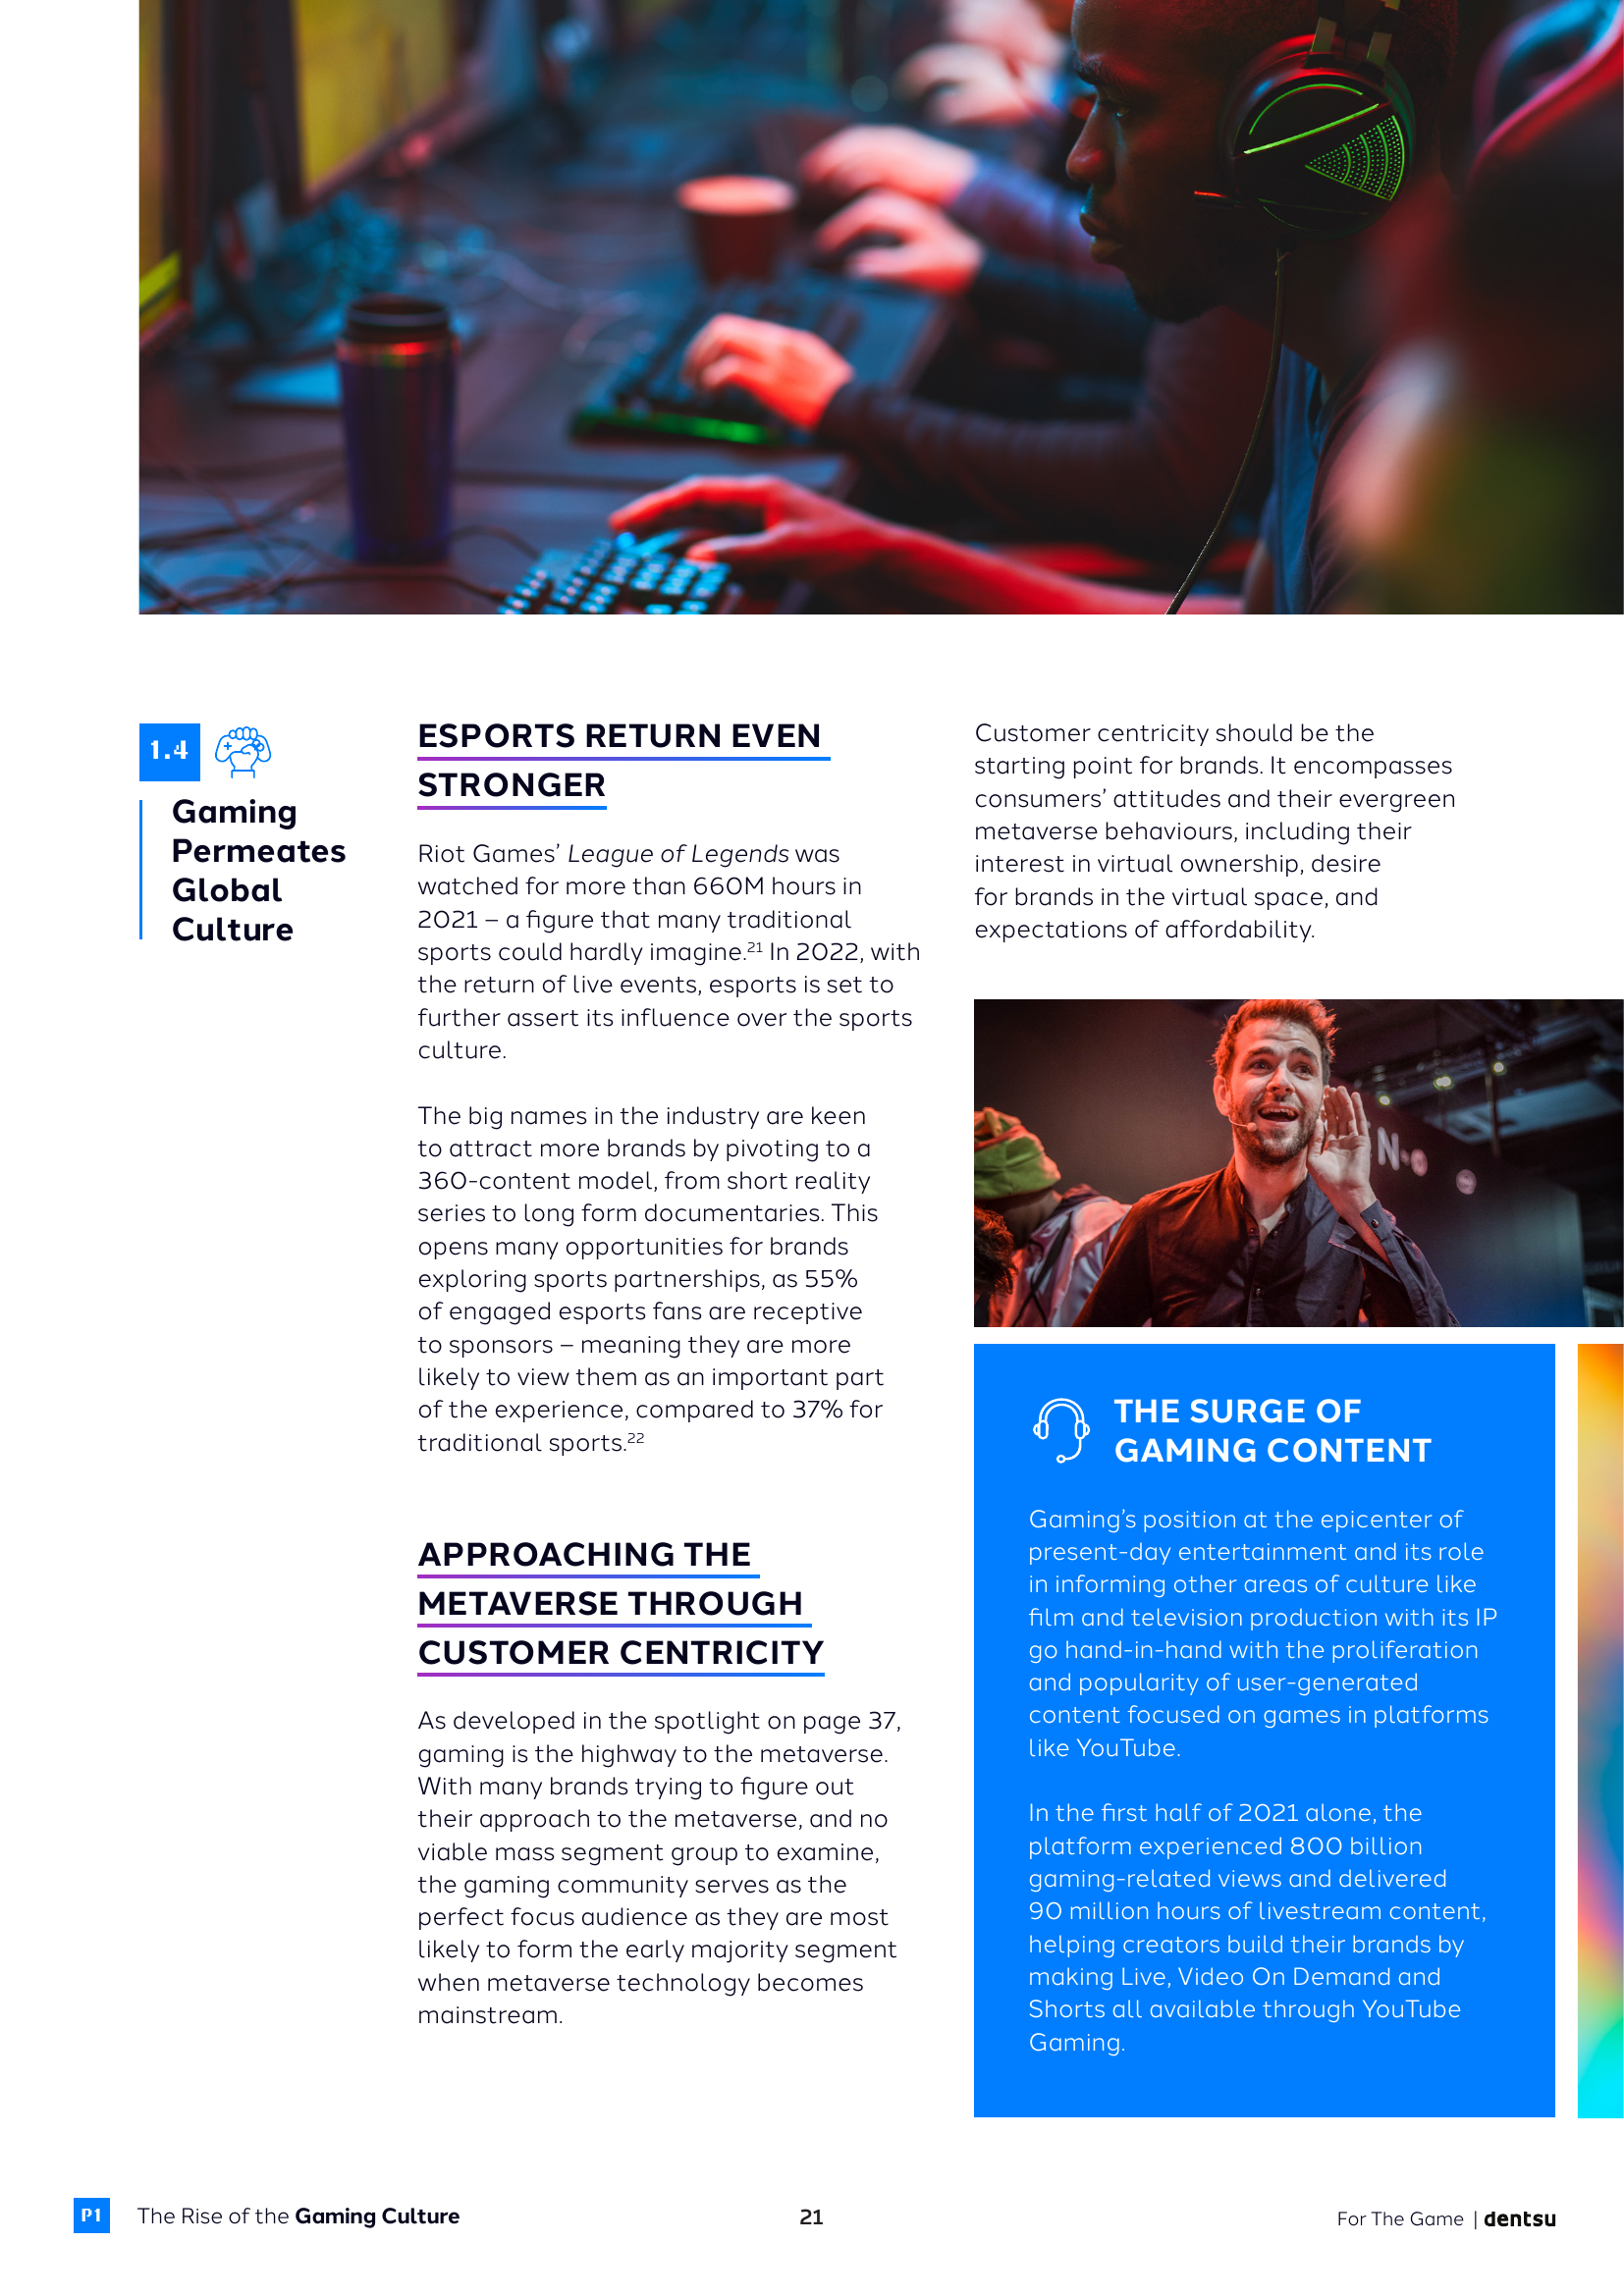 1.4
Gaming
Permeates
Global
Culture
ESPORTS RETURN EVEN
STRONGER
Riot Games’ League of Legends was
watched for more than 660M hours in
2021 – a figure that many traditional
sports could hardly imagine.21 In 2022, with
the return of live events, esports is set to
further assert its influence over the sports
culture.
The big names in the industry are keen
to attract more brands by pivoting to a
360-content model, from short reality
series to long form documentaries. This
opens many opportunities for brands
exploring sports partnerships, as 55%
of engaged esports fans are receptive
to sponsors – meaning they are more
likely to view them as an important part
of the experience, compared to 37% for
traditional sports.22
APPROACHING THE
METAVERSE THROUGH
CUSTOMER CENTRICITY
As developed in the spotlight on page 37,
gaming is the highway to the metaverse.
With many brands trying to figure out
their approach to the metaverse, and no
viable mass segment group to examine,
the gaming community serves as the
perfect focus audience as they are most
likely to form the early majority segment
when metaverse technology becomes
mainstream.
Customer centricity should be the
starting point for brands. It encompasses
consumers’ attitudes and their evergreen
metaverse behaviours, including their
interest in virtual ownership, desire
for brands in the virtual space, and
expectations of affordability.
THE SURGE OF
GAMING CONTENT
Gaming’s position at the epicenter of
present-day entertainment and its role
in informing other areas of culture like
film and television production with its IP
go hand-in-hand with the proliferation
and popularity of user-generated
content focused on games in platforms
like YouTube.
In the first half of 2021 alone, the
platform experienced 800 billion
gaming-related views and delivered
90 million hours of livestream content,
helping creators build their brands by
making Live, Video On Demand and
Shorts all available through YouTube
Gaming.
P1 The Rise of the Gaming Culture
21
For The Game | dentsu